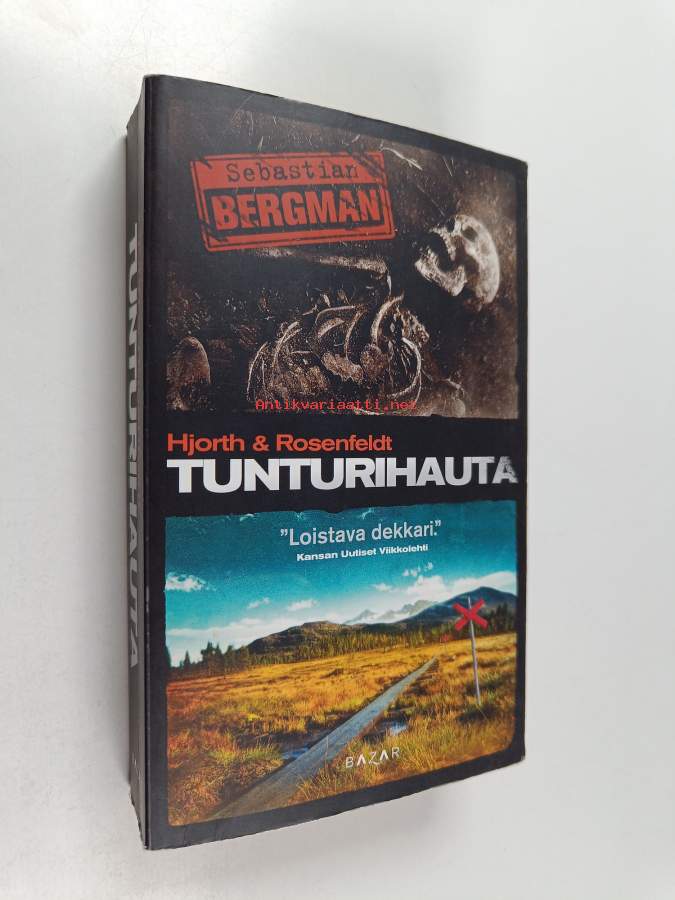 Sebastian
BERGMAN
Antikvariaatti.net
Hjorth & Rosenfeldt
TUNTURIHAUTA
"Loistava dekkari."
Kansan Uutiset Viikkolehti
BAZAR
TUNTURIHAUTA